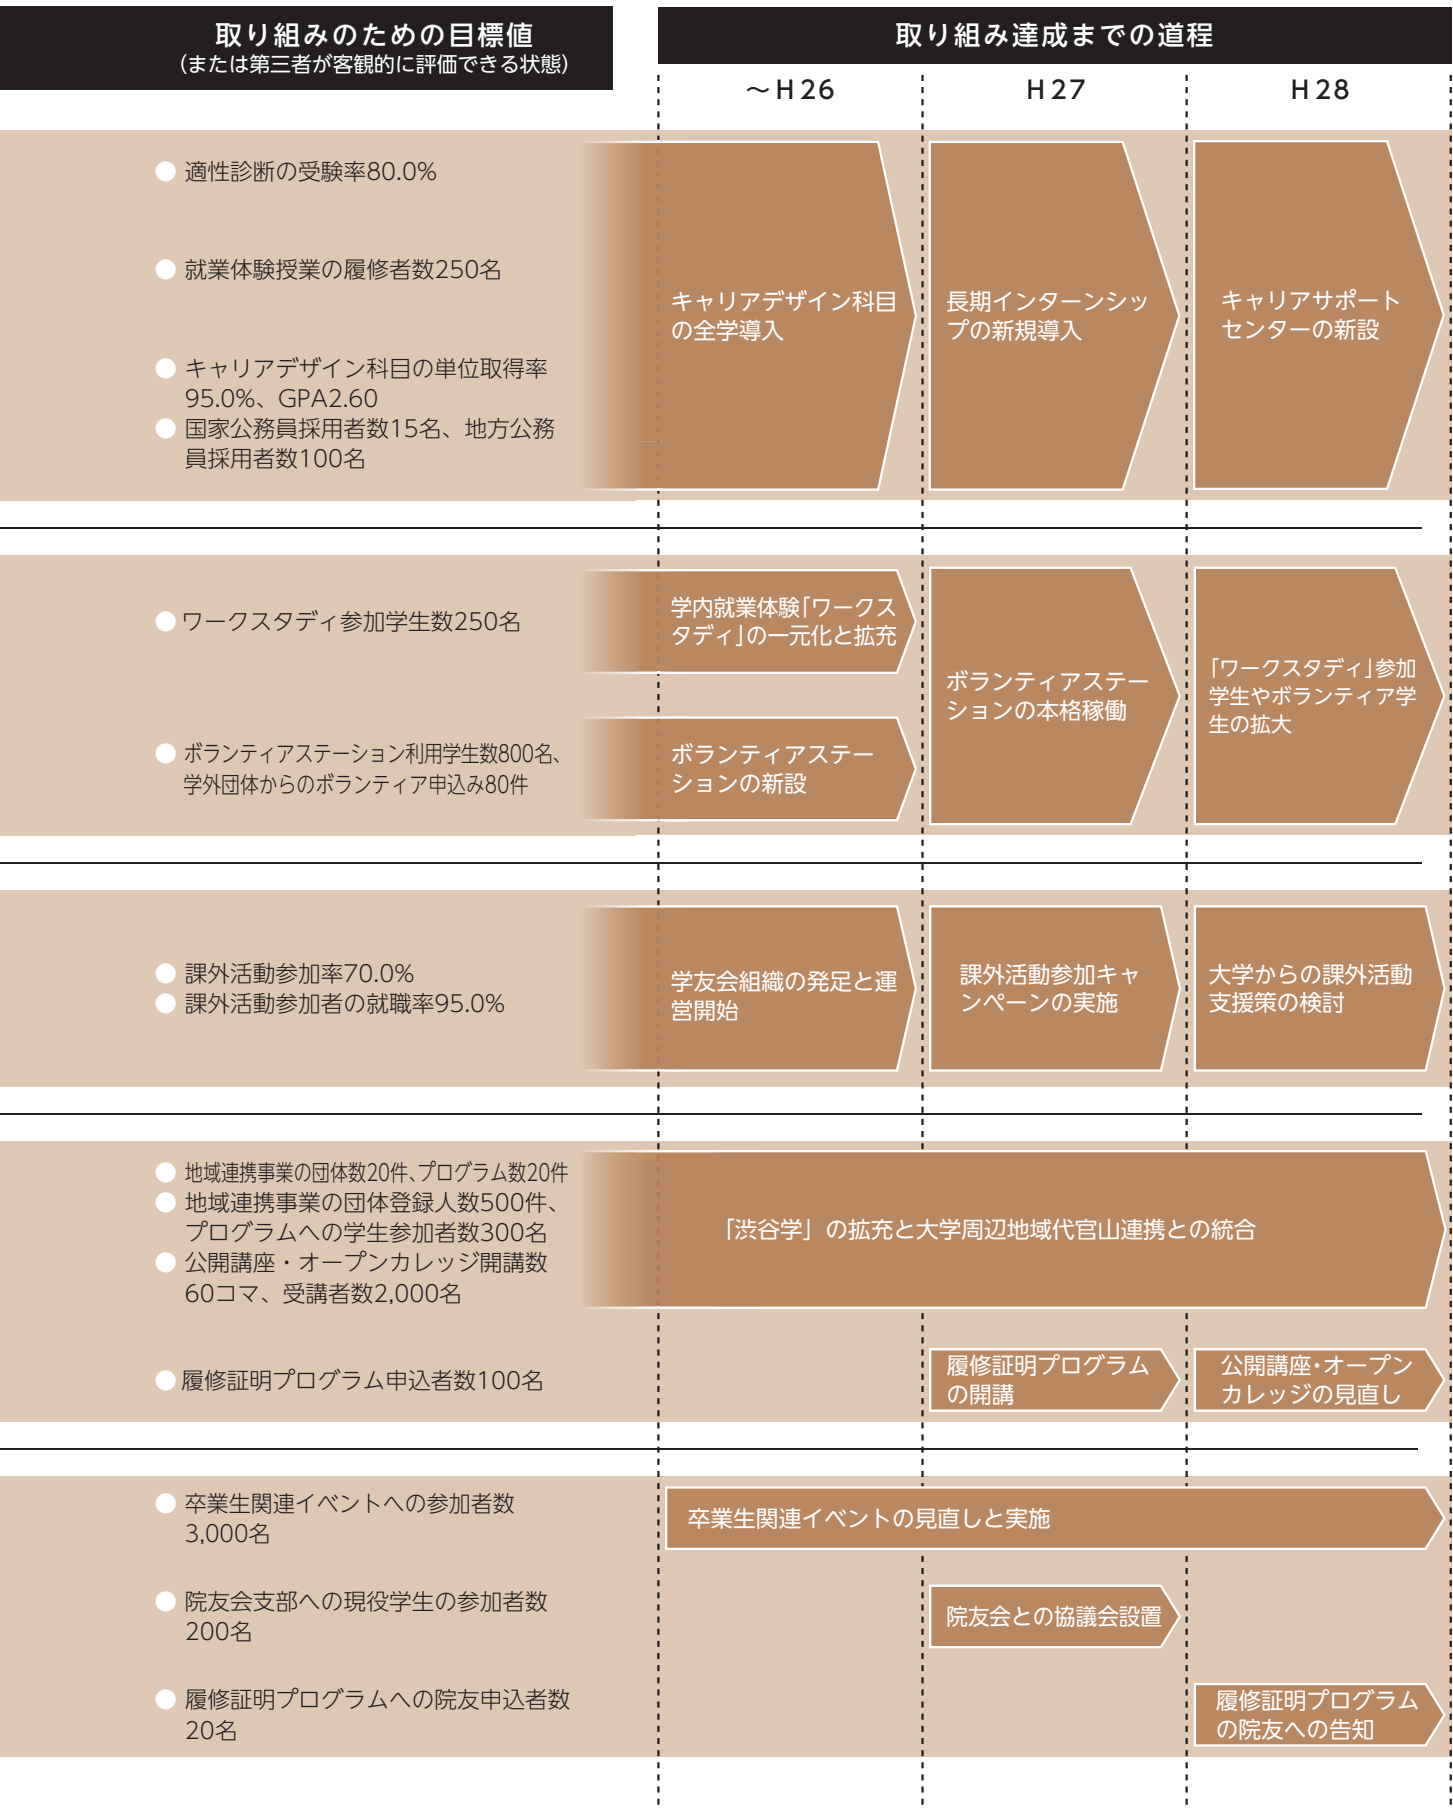 取り組みのための目標値
(または第三者が客観的に評価できる状態)
取り組み達成までの道程
～H26
H27
H28
適性診断の受験率80.0%
就業体験授業の履修者数250名
キャリアデザイン科目の単位取得率
95.0%、GPA2.60
国家公務員採用者数15名、地方公務
員採用者数100名
キャリアデザイン科目
の全学導入
長期インターンシッ
プの新規導入
キャリアサポート
センターの新設
ワークスタディ参加学生数250名
ボランティアステーション利用学生数800名、
学外団体からのボランティア申込み80件
学内就業体験「ワークス
タディ」の一元化と拡充
ボランティアステー
ションの新設
ボランティアステー
ションの本格稼働
「ワークスタディ」参加
学生やボランティア学
生の拡大
課外活動参加率70.0%
課外活動参加者の就職率95.0%
学友会組織の発足と運
営開始
課外活動参加キャ
ンペーンの実施
大学からの課外活動
支援策の検討
地域連携事業の団体数20件、プログラム数20件
地域連携事業の団体登録人数500件、
プログラムへの学生参加者数300名
公開講座・オープンカレッジ開講数
60コマ、受講者数2,000名
履修証明プログラム申込者数100名
「渋谷学」の拡充と大学周辺地域代官山連携との統合
履修証明プログラム
の開講
公開講座・オープン
カレッジの見直し
卒業生関連イベントへの参加者数
3,000名
院友会支部への現役学生の参加者数
200名
履修証明プログラムへの院友申込者数
20名
卒業生関連イベントの見直しと実施
院友会との協議会設置
履修証明プログラム
の院友への告知